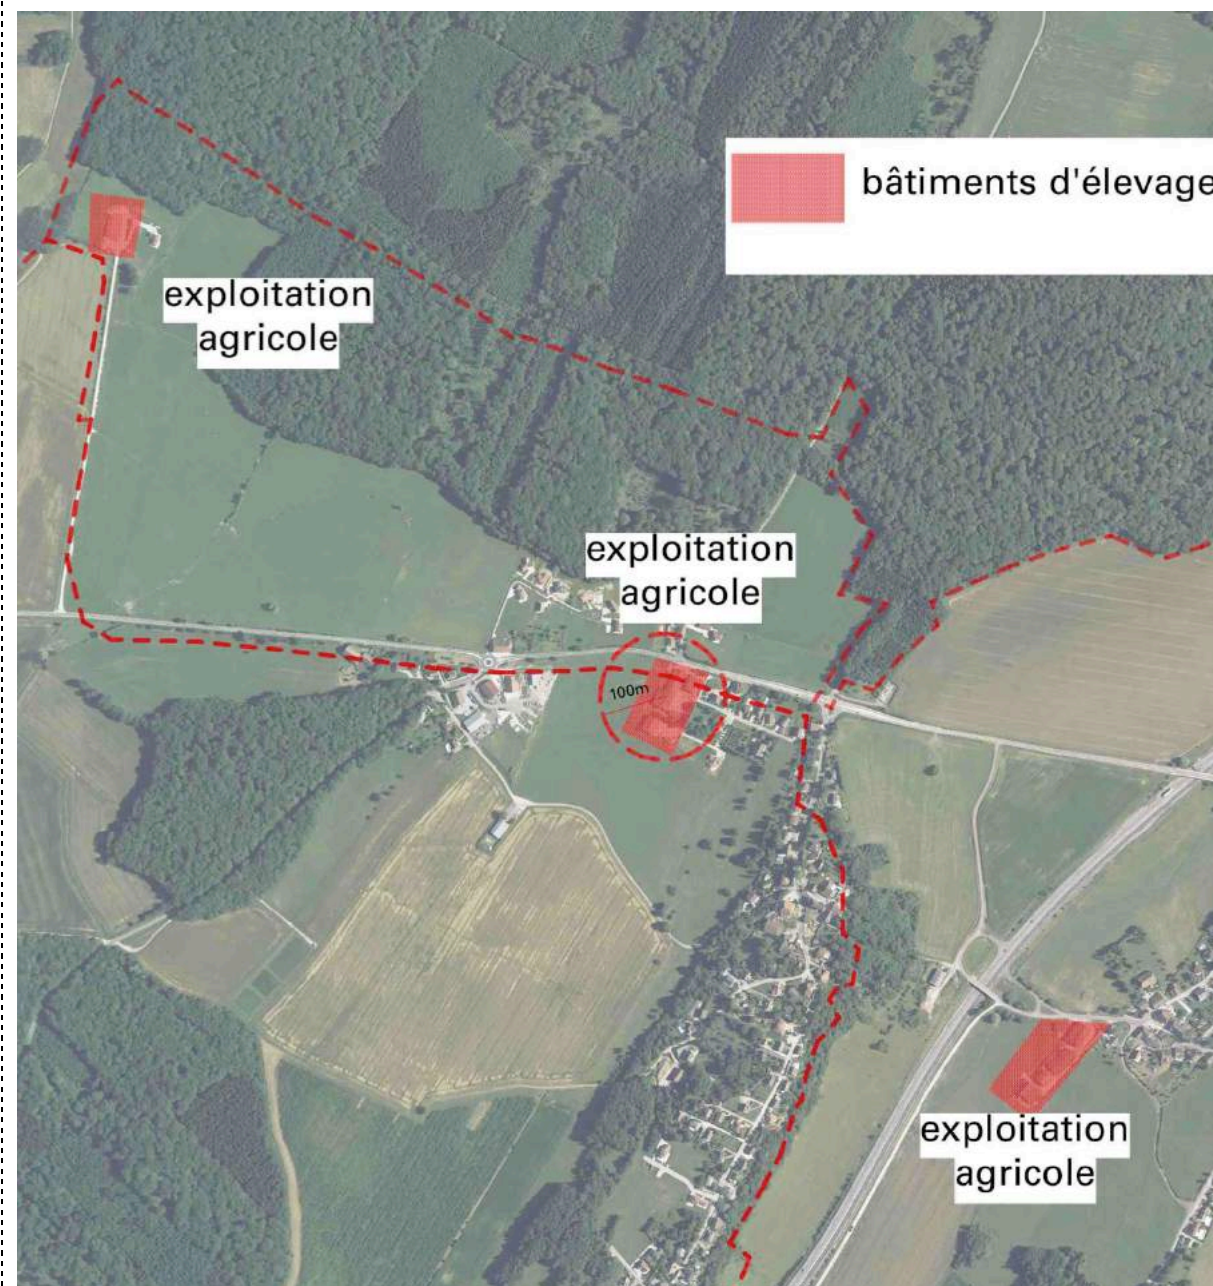 bâtiments d'élevage
exploitation
agricole
exploitation
agricole
100m
exploitation
agricole